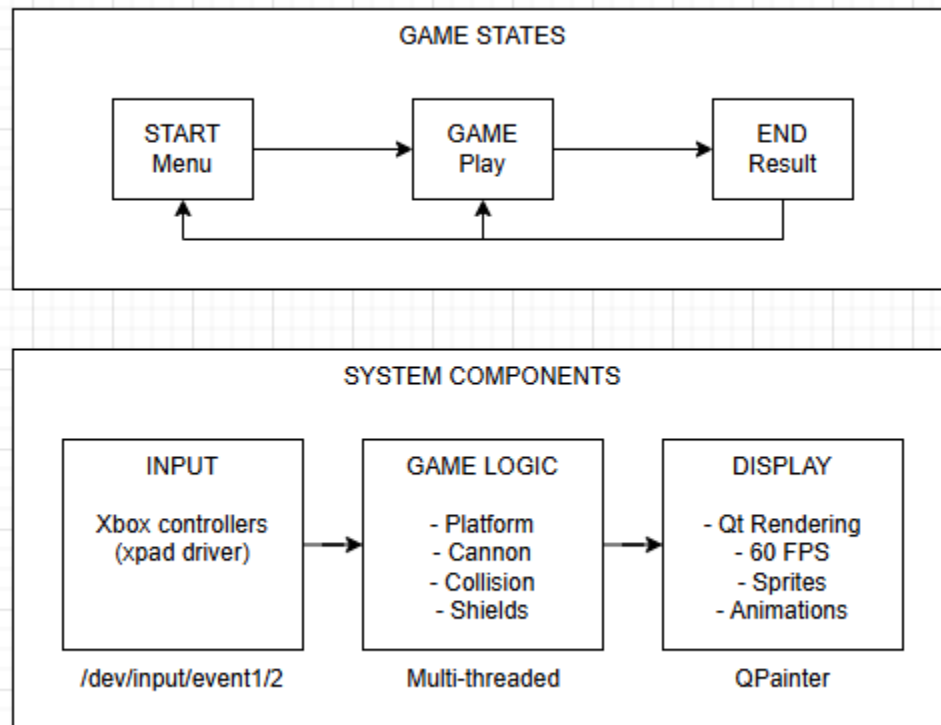 GAME STATES
START
Menu
GAME
Play
END
Result
SYSTEM COMPONENTS
INPUT
Xbox controllers
(xpad driver)
/dev/input/event1/2
GAME LOGIC
- Platform
- Cannon
- Collision
- Shields
Multi-threaded
DISPLAY
- Qt Rendering
- 60 FPS
- Sprites
- Animations
QPainter